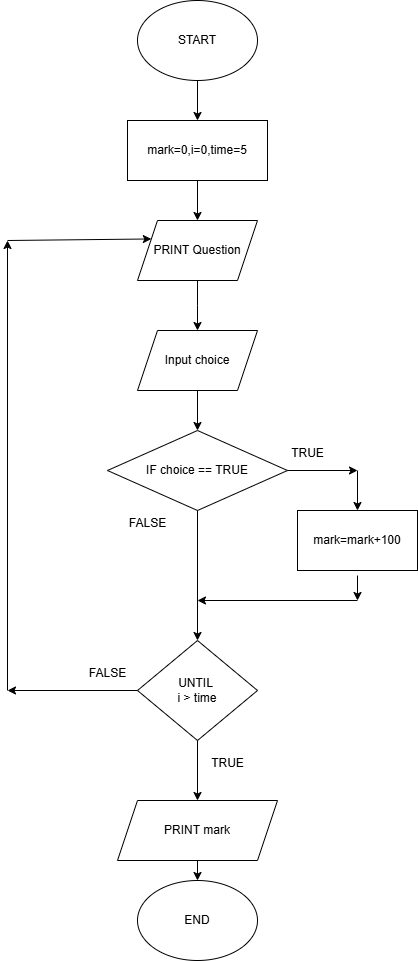 START
mark=0,i=0,time=5
PRINT Question
Input choice
IF choice == TRUE
TRUE
FALSE
mark=mark+100
FALSE
UNTIL
i > time
TRUE
PRINT mark
END